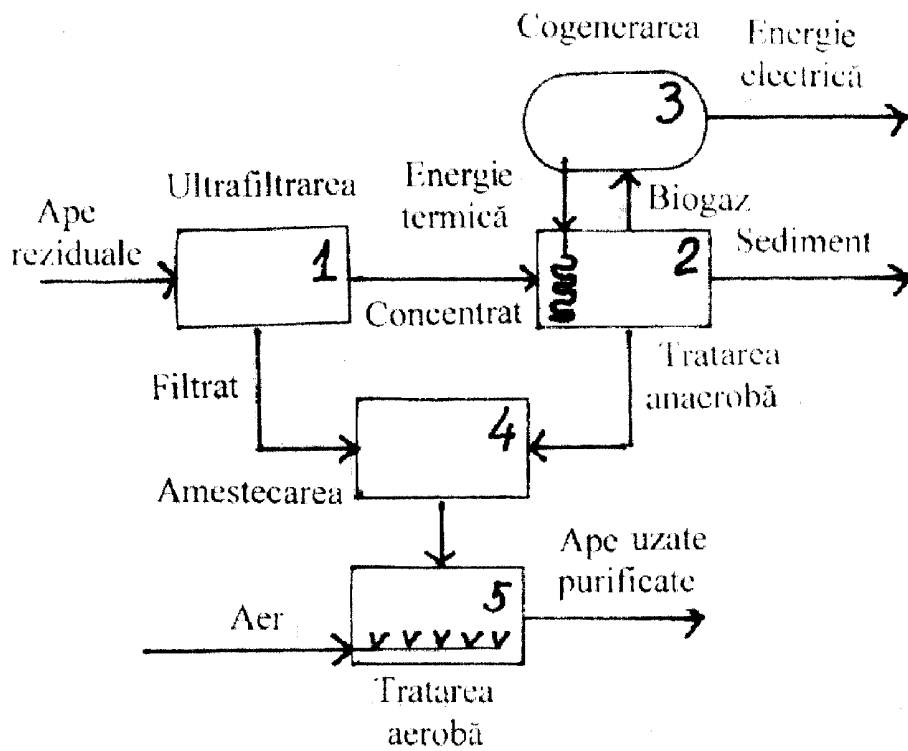 Cogenerarea
Energie
electrică
3
Ultrafiltrarea
Energie
termică
Biogaz
Ape
reziduale
1
2
Sediment
Concentrat
Filtrat
Tratarea
anaerobă
4
Amestecarea
Ape uzate
purificate
5
Aer
Tratarea
aerobă